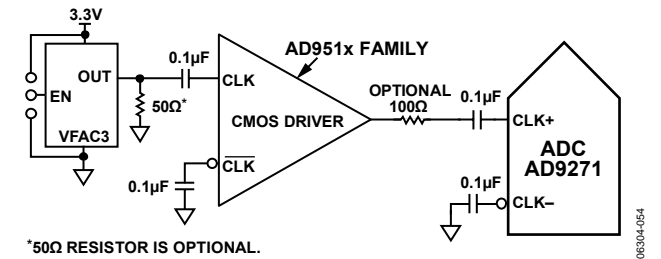 3.3V
OUT
EN
VFAC3
50Ω*
0.1µF
AD951x FAMILY
CLK
CMOS DRIVER
CLK
0.1µF
OPTIONAL
100Ω
0.1µF
CLK+
ADC
AD9271
0.1µF
CLK–
*50Ω RESISTOR IS OPTIONAL.
06304-054